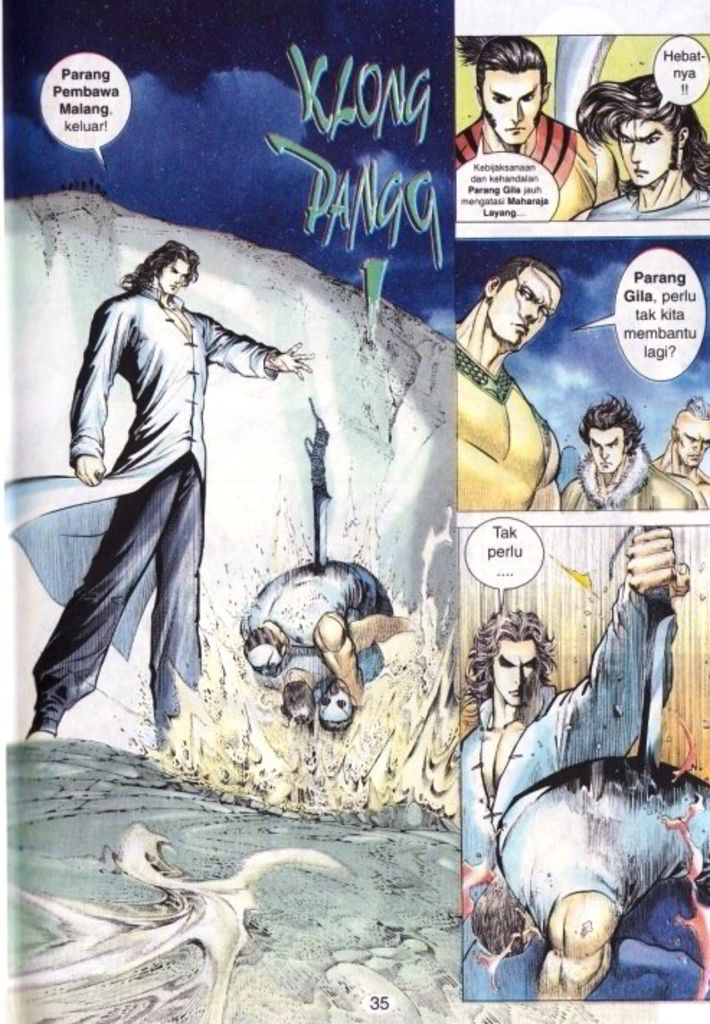 Parang
Pembawa
Malang,
keluar!
KLONG
PANGG
!
Hebat-
nya
!!
Kebijaksanaan
dan kehandalan
Parang Gila jauh
mengatasi Maharaja
Layang...
Parang
Gila, perlu
tak kita
membantu
lagi?
Tak
perlu
....
35